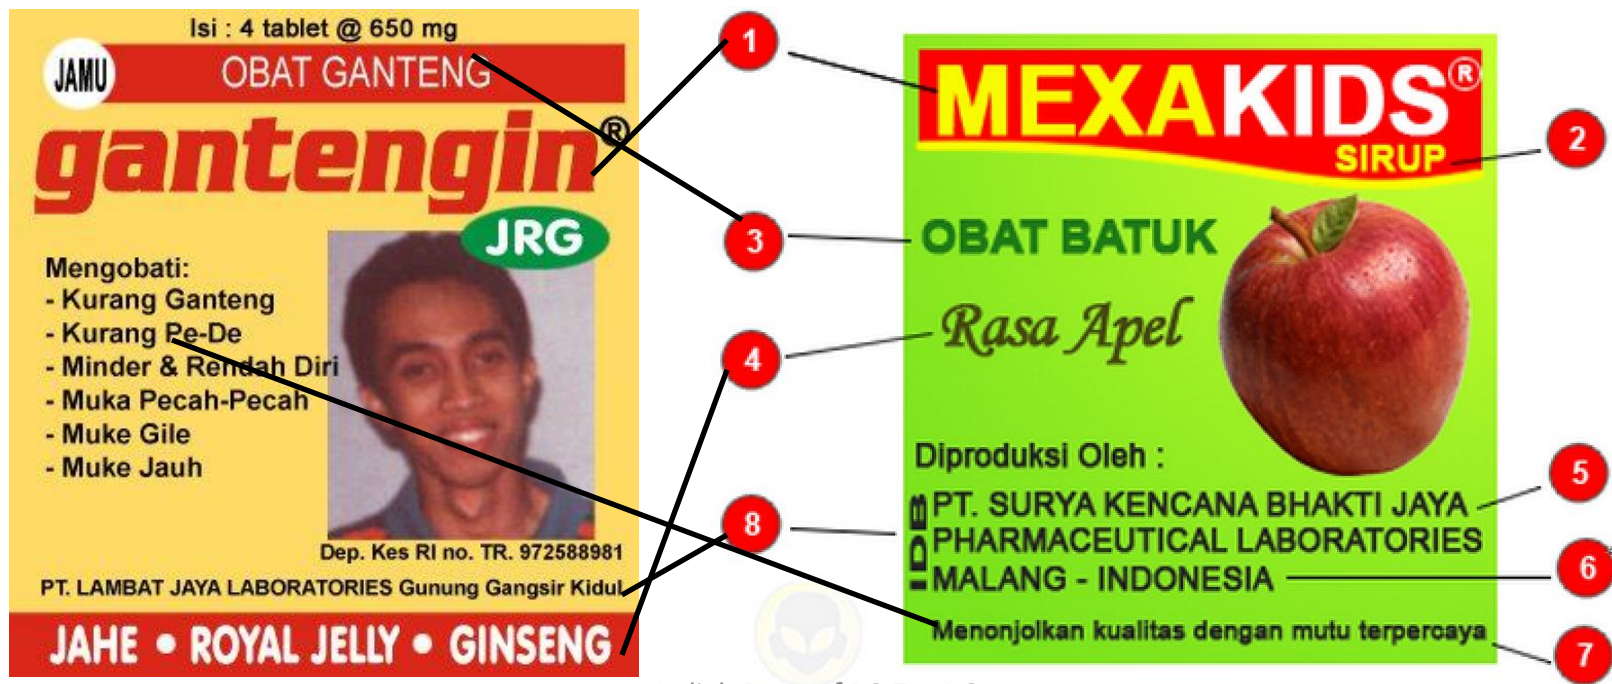 Isi : 4 tablet @ 650 mg
JAMU
OBAT GANTENG
gantengin®
JRG
Mengobati:
- Kurang Ganteng
- Kurang Pe-De
- Minder & Rendah Diri
- Muka Pecah-Pecah
- Muke Gile
- Muke Jauh
Dep. Kes RI no. TR. 972588981
PT. LAMBAT JAYA LABORATORIES Gunung Gangsir Kidul
JAHE • ROYAL JELLY • GINSENG
1
3
4
8
MEXAKIDS®
SIRUP
OBAT BATUK
Rasa Apel
Diproduksi Oleh :
IDB
PT. SURYA KENCANA BHAKTI JAYA
PHARMACEUTICAL LABORATORIES
MALANG - INDONESIA
Menonjolkan kualitas dengan mutu terpercaya
2
5
6
7